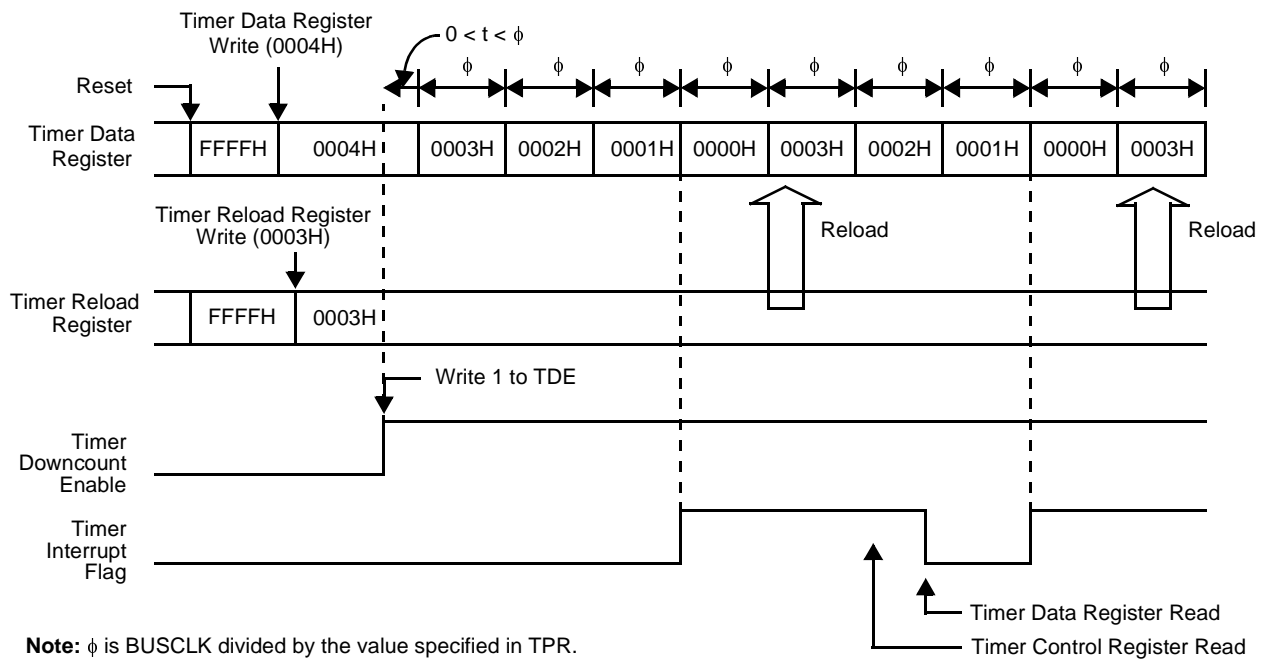 Timer Data Register
Write (0004H)
0 < t < ϕ
ϕ ϕ ϕ ϕ ϕ ϕ ϕ ϕ ϕ
Reset
Timer Data
Register
FFFFH 0004H 0003H 0002H 0001H 0000H 0003H 0002H 0001H 0000H 0003H
Timer Reload Register
Write (0003H)
Reload Reload
Timer Reload
Register
FFFFH 0003H
Write 1 to TDE
Timer
Downcount
Enable
Timer
Interrupt
Flag
Timer Data Register Read
Timer Control Register Read
Note: ϕ is BUSCLK divided by the value specified in TPR.